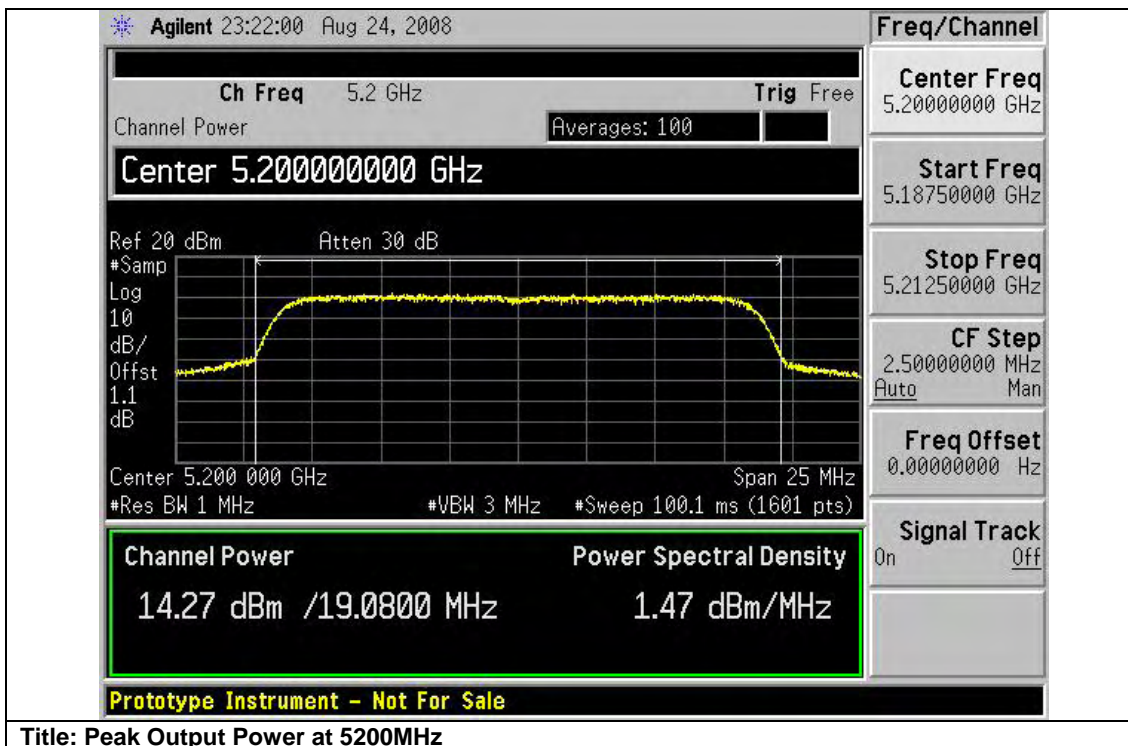 Agilent 23:22:00 Aug 24, 2008
Freq/Channel
Ch Freq 5.2 GHz Trig Free
Channel Power Averages: 100
Center 5.200000000 GHz
Ref 20 dBm Atten 30 dB
#Samp
Log
10
dB/
Offst
1.1
dB
Center 5.200 000 GHz Span 25 MHz
#Res BW 1 MHz #VBW 3 MHz #Sweep 100.1 ms (1601 pts)
Channel Power Power Spectral Density
14.27 dBm /19.0800 MHz 1.47 dBm/MHz
Prototype Instrument - Not For Sale
Center Freq
5.20000000 GHz
Start Freq
5.18750000 GHz
Stop Freq
5.21250000 GHz
CF Step
2.50000000 MHz
Auto Man
Freq Offset
0.00000000 Hz
Signal Track
On Off
Title: Peak Output Power at 5200MHz